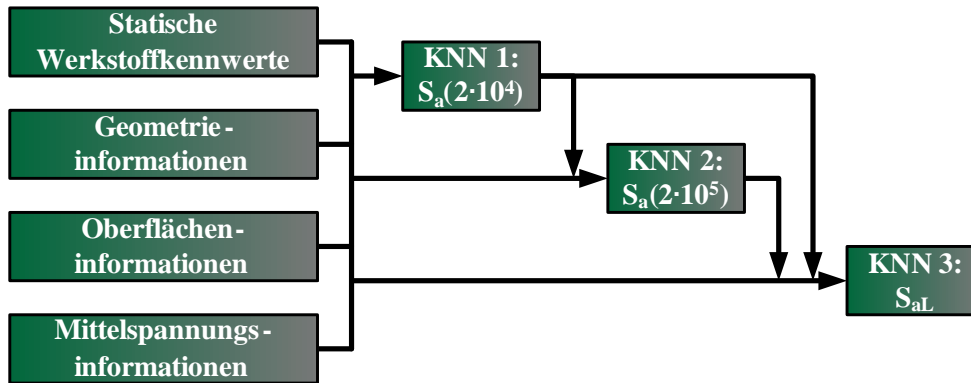 Statische
Werkstoffkennwerte
Geometrie-
informationen
Oberflächen-
informationen
Mittelspannungs-
informationen
KNN 1:
Sₐ(2·10⁴)
KNN 2:
Sₐ(2·10⁵)
KNN 3:
S_aL